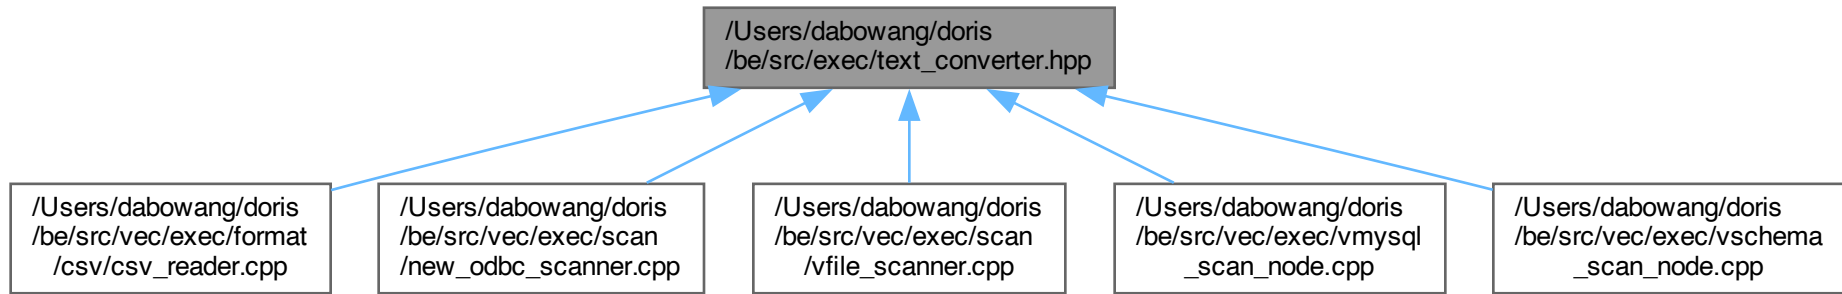 /Users/dabowang/doris
/be/src/exec/text_converter.hpp
/Users/dabowang/doris
/be/src/vec/exec/format
/csv/csv_reader.cpp
/Users/dabowang/doris
/be/src/vec/exec/scan
/new_odbc_scanner.cpp
/Users/dabowang/doris
/be/src/vec/exec/scan
/vfile_scanner.cpp
/Users/dabowang/doris
/be/src/vec/exec/vmysql
_scan_node.cpp
/Users/dabowang/doris
/be/src/vec/exec/vschema
_scan_node.cpp